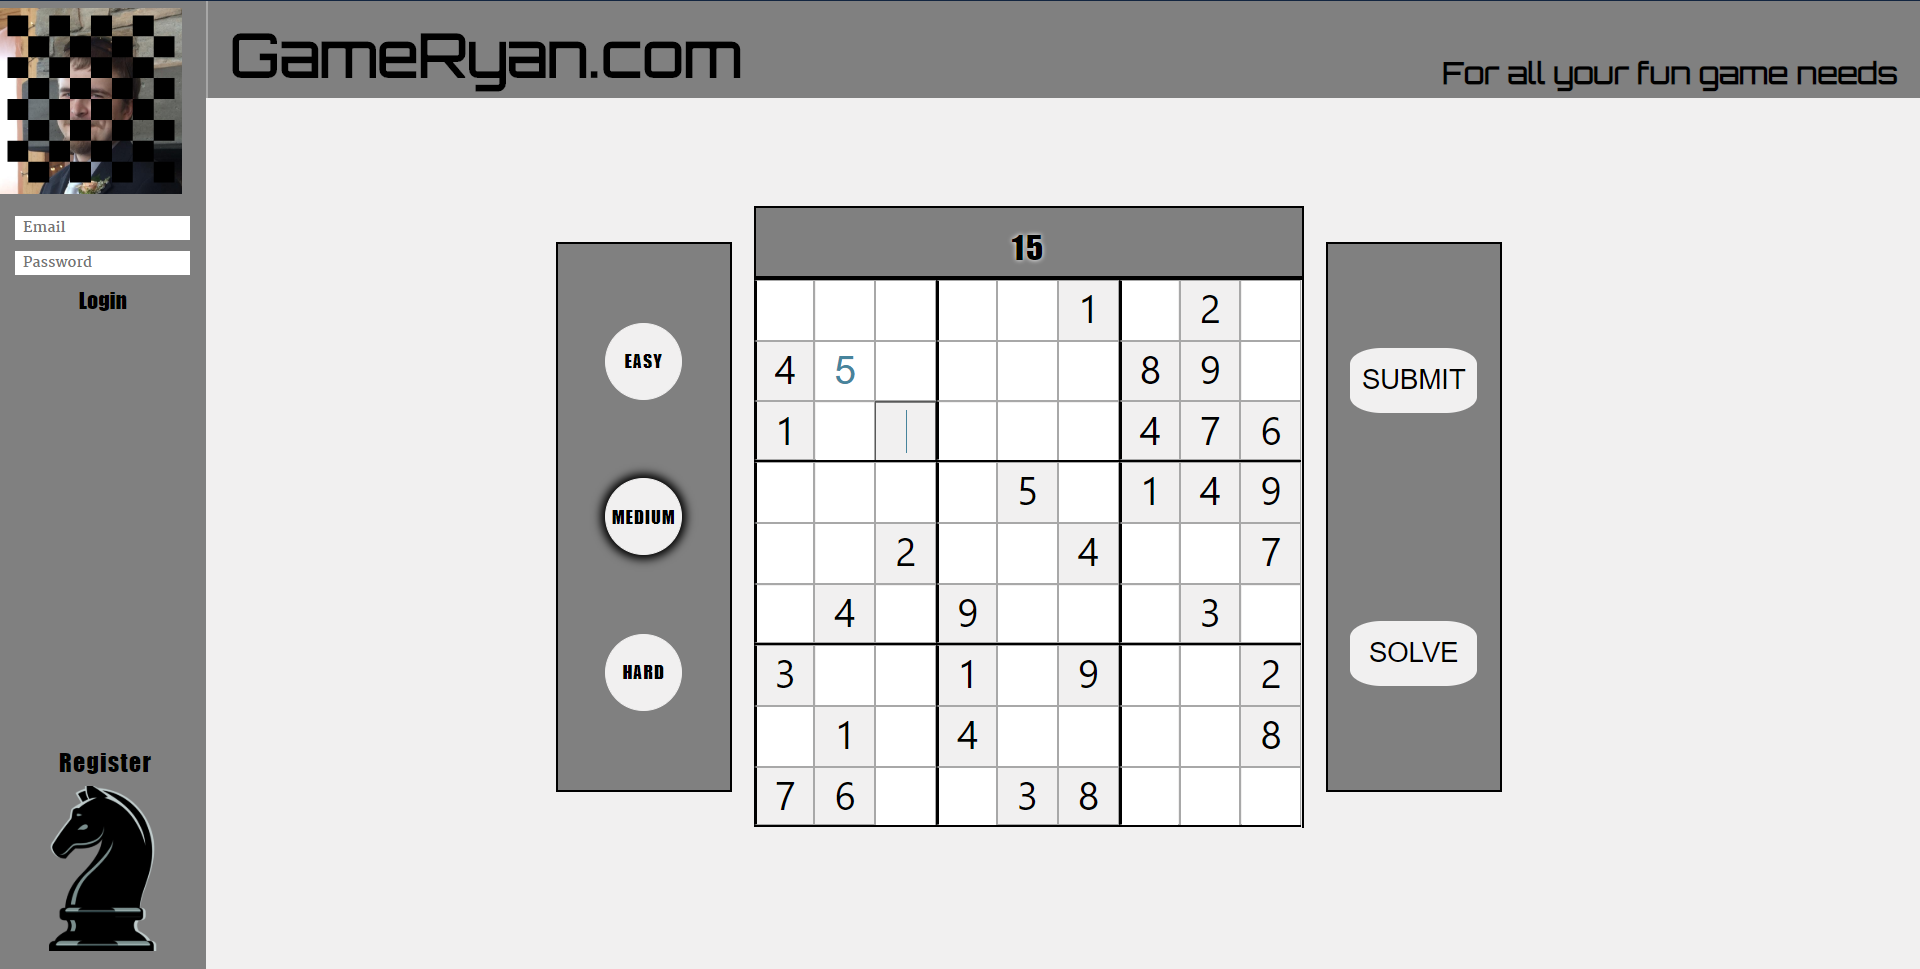 GameRyan.com
For all your fun game needs
Email
Password
Login
Register
EASY
MEDIUM
HARD
15
1 2
4 5 8 9
1 4 7 6
5 1 4 9
2 4 7
4 9 3
3 1 9 2
1 4 8
7 6 3 8
SUBMIT
SOLVE